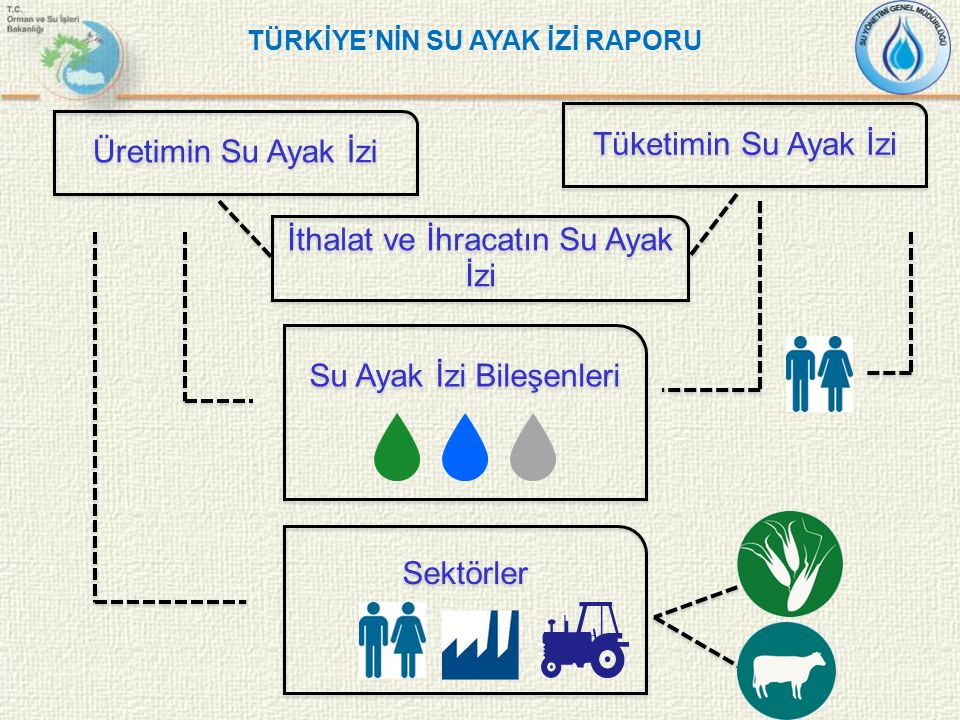 T.C.
Orman ve Su İşleri
Bakanlığı
TÜRKİYE'NİN SU AYAK İZİ RAPORU
SU YÖNETİMİ GENEL MÜDÜRLÜĞÜ
Üretimin Su Ayak İzi
Tüketimin Su Ayak İzi
İthalat ve İhracatın Su Ayak
İzi
Su Ayak İzi Bileşenleri
Sektörler